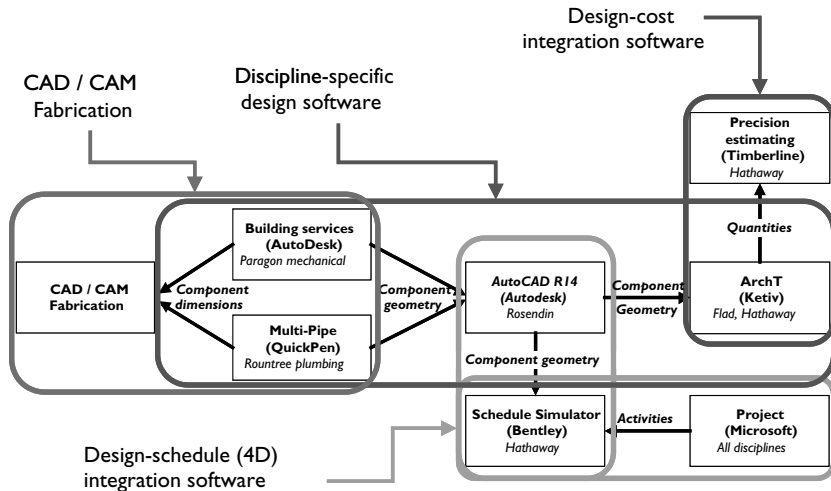 Design-cost
integration software
CAD / CAM
Fabrication
Discipline-specific
design software
Precision
estimating
(Timberline)
Hathaway
Quantities
Building services
(AutoDesk)
Paragon mechanical
CAD / CAM
Fabrication
Component
dimensions
Component
geometry
Multi-Pipe
(QuickPen)
Rountree plumbing
AutoCAD R14
(Autodesk)
Rosendin
Component
Geometry
ArchT
(Ketiv)
Flad, Hathaway
Component geometry
Schedule Simulator
(Bentley)
Hathaway
Activities
Project
(Microsoft)
All disciplines
Design-schedule (4D)
integration software